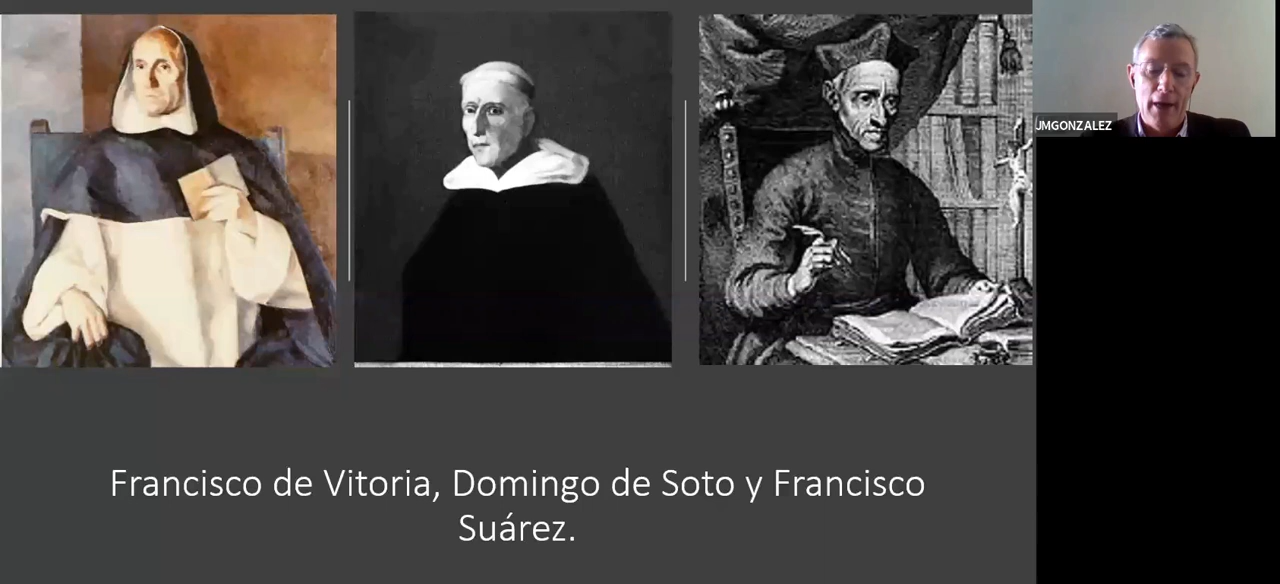 JMGONZALEZ
Francisco de Vitoria, Domingo de Soto y Francisco
Suárez.